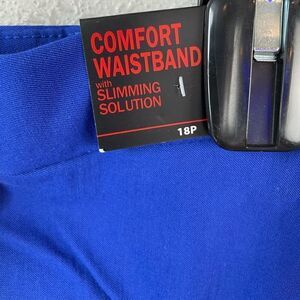 COMFORT
WAISTBAND
with
SLIMMING
SOLUTION
18P